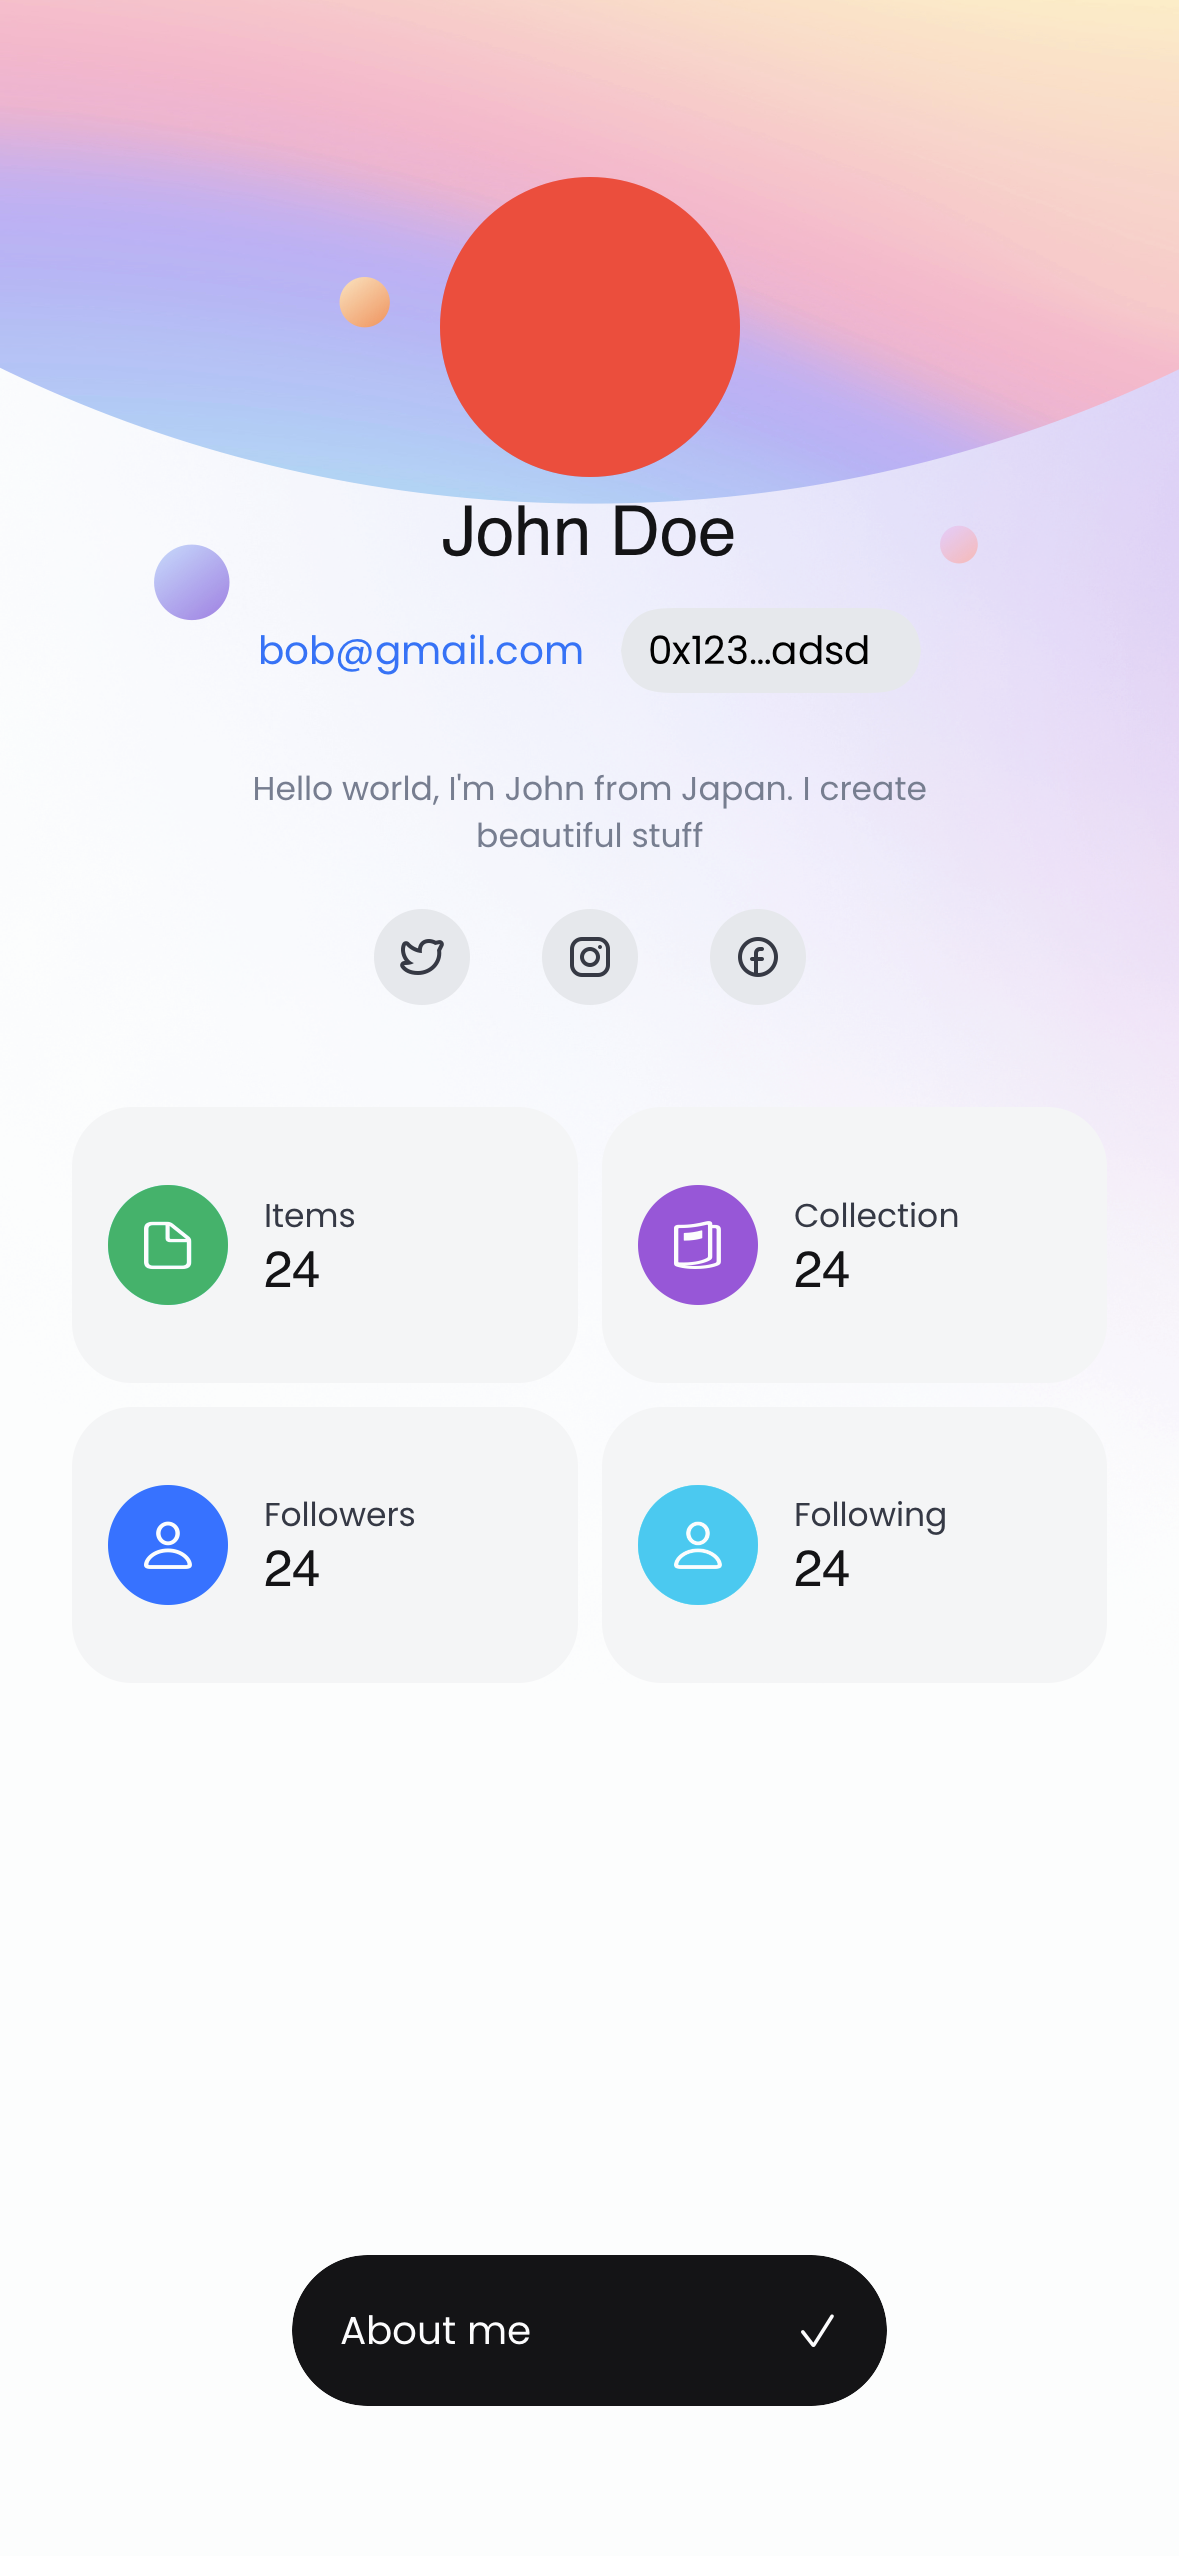 John Doe
bob@gmail.com
0x123...adsd
Hello world, I'm John from Japan. I create
beautiful stuff
Items
24
Collection
24
Followers
24
Following
24
About me